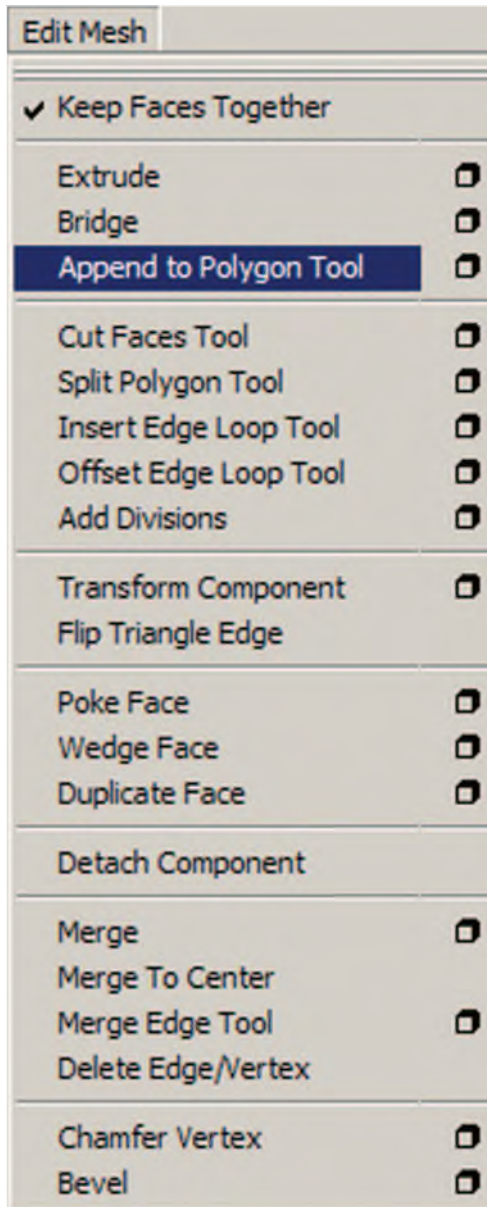 Edit Mesh
Keep Faces Together
Extrude
Bridge
Append to Polygon Tool
Cut Faces Tool
Split Polygon Tool
Insert Edge Loop Tool
Offset Edge Loop Tool
Add Divisions
Transform Component
Flip Triangle Edge
Poke Face
Wedge Face
Duplicate Face
Detach Component
Merge
Merge To Center
Merge Edge Tool
Delete Edge/Vertex
Chamfer Vertex
Bevel